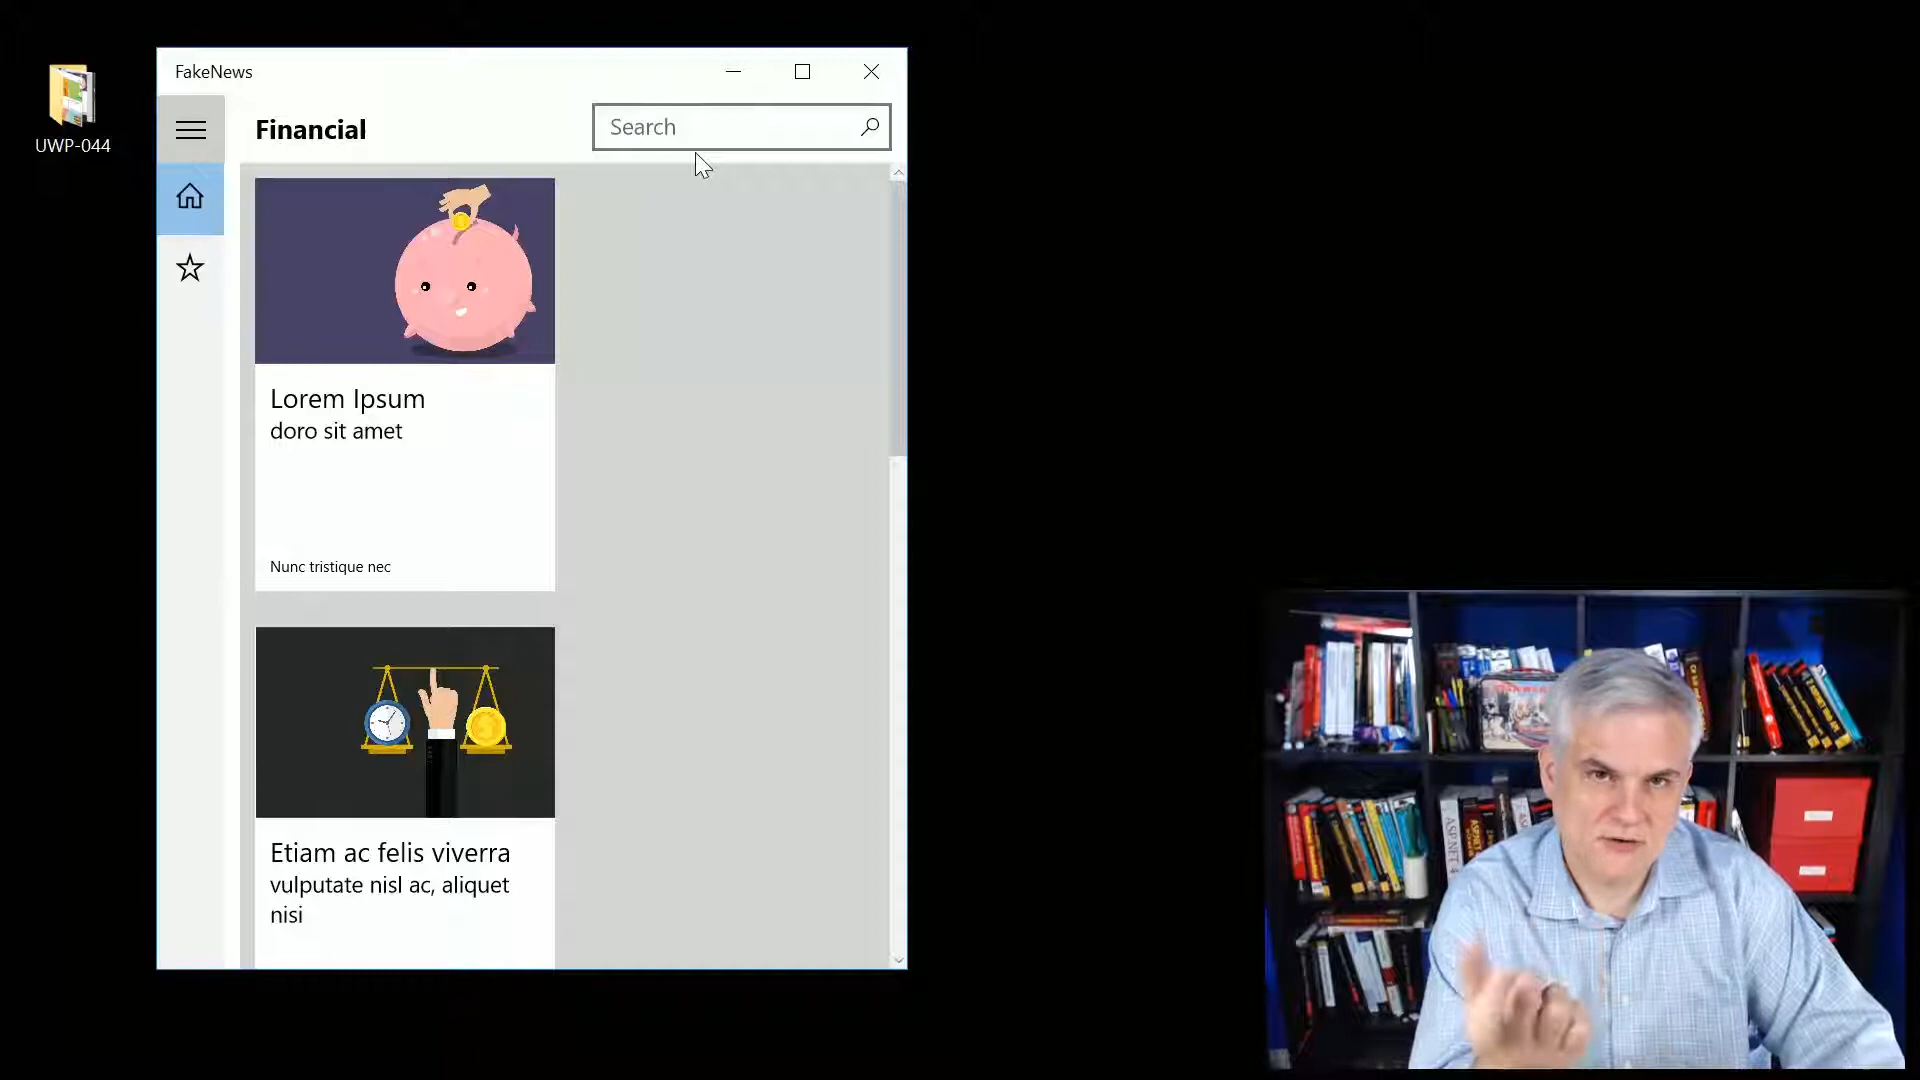 FakeNews
UWP-044
Financial
Search
Lorem Ipsum
doro sit amet
Nunc tristique nec
Etiam ac felis viverra
vulputate nisl ac, aliquet
nisi